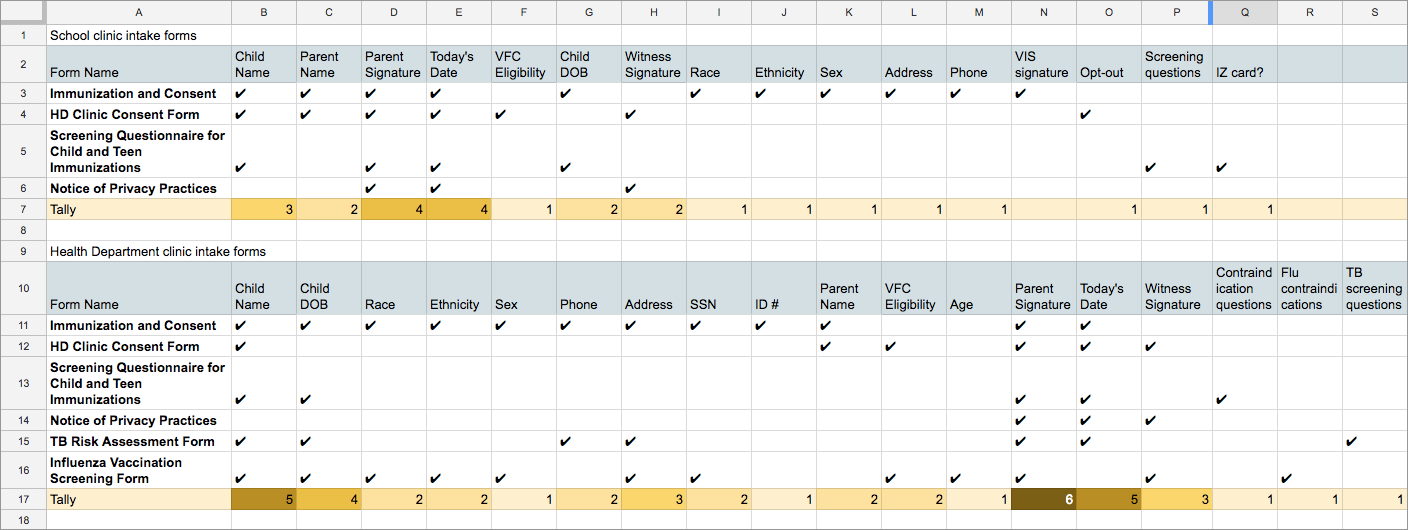 A B C D E F G H I J K L M N O P Q R S
1 School clinic intake forms
Child Parent Parent Today's VFC Child Witness VIS Screening
2 Form Name Name Name Signature Date Eligibility DOB Signature Race Ethnicity Sex Address Phone signature Opt-out questions IZ card?
3 Immunization and Consent ✔ ✔ ✔ ✔ ✔ ✔ ✔ ✔ ✔ ✔ ✔
4 HD Clinic Consent Form ✔ ✔ ✔ ✔ ✔ ✔ ✔
Screening Questionnaire for
5 Child and Teen
Immunizations ✔ ✔ ✔ ✔ ✔ ✔
6 Notice of Privacy Practices ✔ ✔ ✔
7 Tally 3 2 4 4 1 2 2 1 1 1 1 1 1 1 1
8
9 Health Department clinic intake forms
Contraind Flu TB
10 Child Child Parent VFC Parent Today's Witness ication contraindi screening
Form Name Name DOB Race Ethnicity Sex Phone Address SSN ID # Name Eligibility Age Signature Date Signature questions cations questions
11 Immunization and Consent ✔ ✔ ✔ ✔ ✔ ✔ ✔ ✔ ✔ ✔ ✔ ✔
12 HD Clinic Consent Form ✔ ✔ ✔ ✔ ✔ ✔
Screening Questionnaire for
13 Child and Teen
Immunizations ✔ ✔ ✔ ✔ ✔
14 Notice of Privacy Practices ✔ ✔ ✔
15 TB Risk Assessment Form ✔ ✔ ✔ ✔ ✔ ✔ ✔
Influenza Vaccination
16 Screening Form ✔ ✔ ✔ ✔ ✔ ✔ ✔ ✔ ✔ ✔ ✔ ✔
17 Tally 5 4 2 2 1 2 3 2 1 2 2 1 6 5 3 1 1 1
18